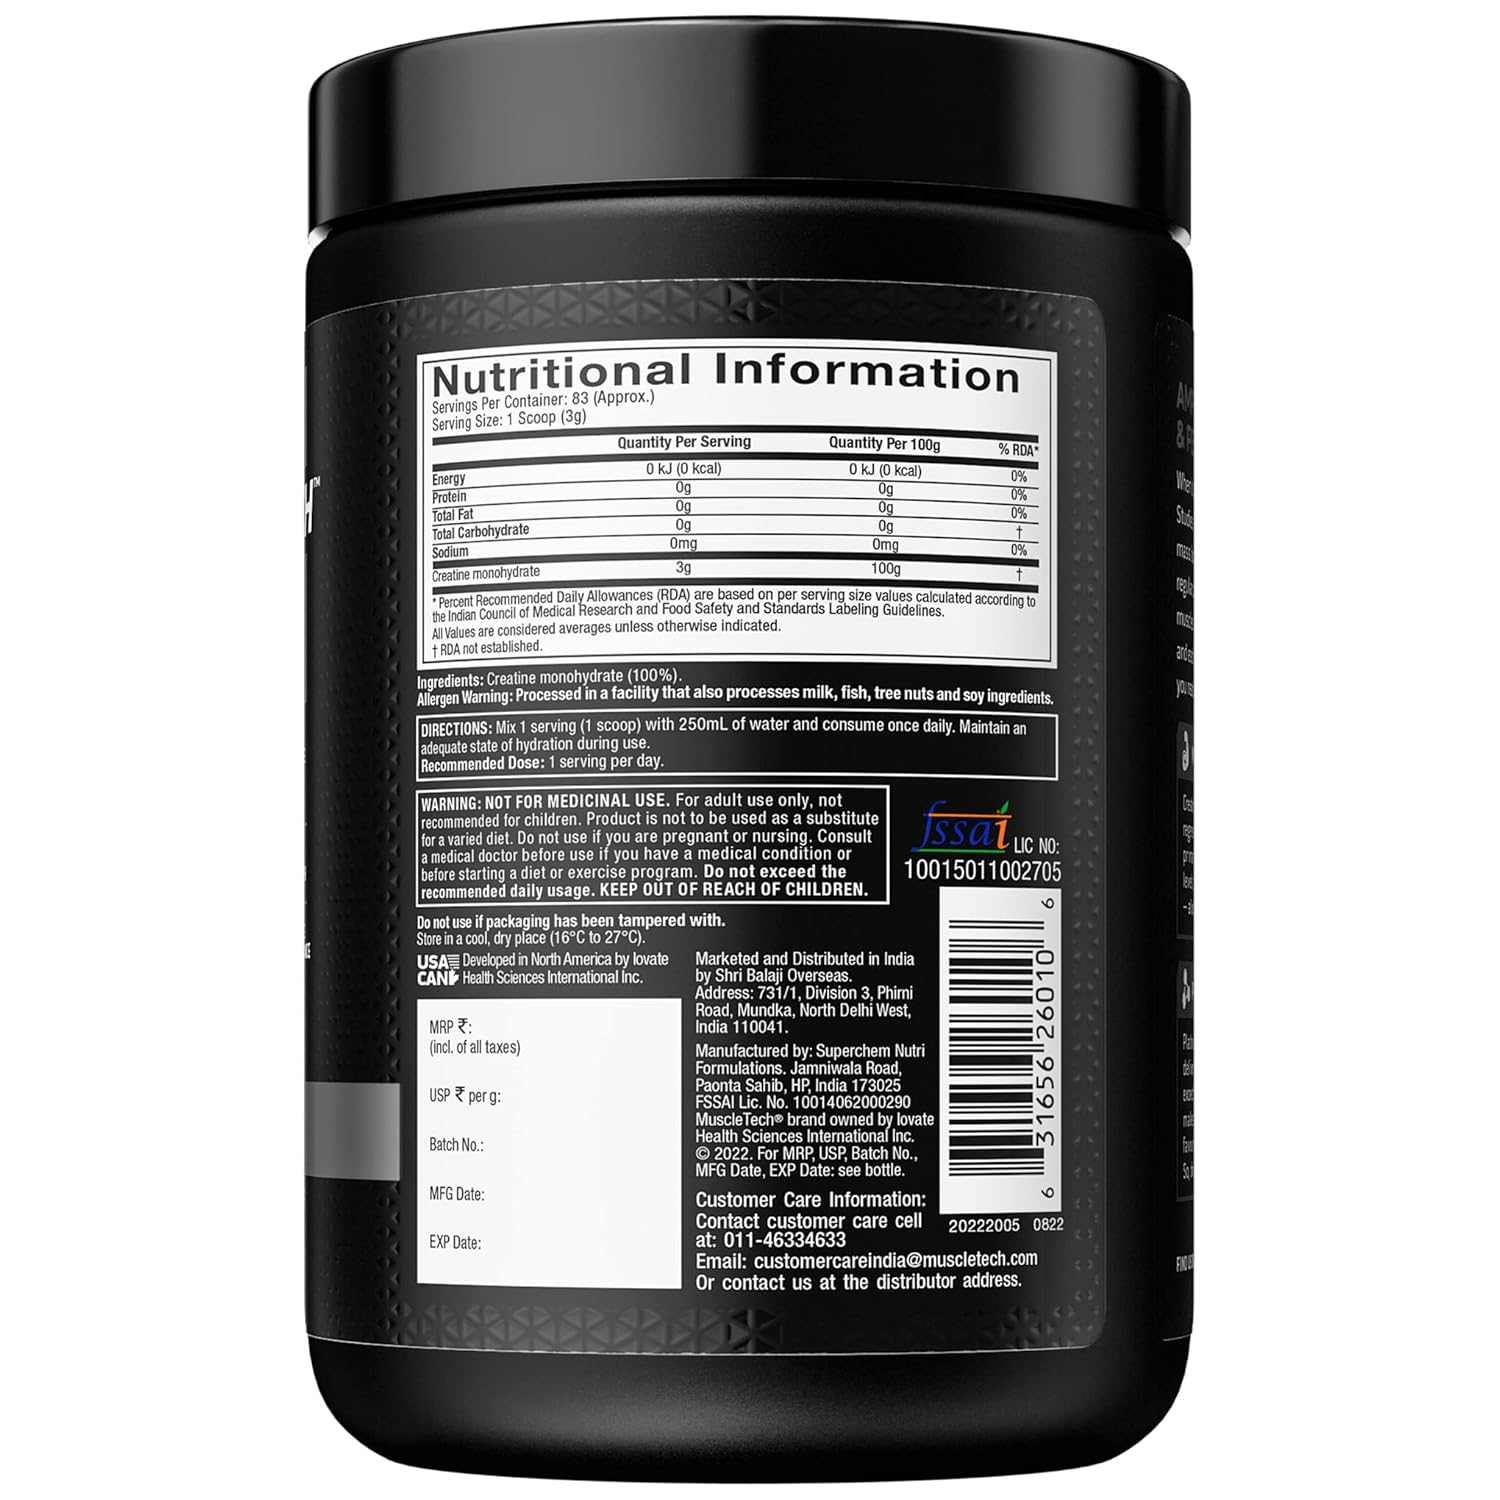 H™
Nutritional Information
Servings Per Container: 83 (Approx.)
Serving Size: 1 Scoop (3g)
Quantity Per Serving Quantity Per 100g % RDA*
Energy 0 kJ (0 kcal) 0 kJ (0 kcal) 0%
Protein 0g 0g 0%
Total Fat 0g 0g 0%
Total Carbohydrate 0g 0g †
Sodium 0mg 0mg 0%
Creatine monohydrate 3g 100g †
* Percent Recommended Daily Allowances (RDA) are based on per serving size values calculated according to
the Indian Council of Medical Research and Food Safety and Standards Labeling Guidelines.
All Values are considered averages unless otherwise indicated.
† RDA not established.
Ingredients: Creatine monohydrate (100%).
Allergen Warning: Processed in a facility that also processes milk, fish, tree nuts and soy ingredients.
DIRECTIONS: Mix 1 serving (1 scoop) with 250mL of water and consume once daily. Maintain an
adequate state of hydration during use.
Recommended Dose: 1 serving per day.
WARNING: NOT FOR MEDICINAL USE. For adult use only, not
recommended for children. Product is not to be used as a substitute
for a varied diet. Do not use if you are pregnant or nursing. Consult
a medical doctor before use if you have a medical condition or
before starting a diet or exercise program. Do not exceed the
recommended daily usage. KEEP OUT OF REACH OF CHILDREN.
fssai LIC NO:
10015011002705
Do not use if packaging has been tampered with.
Store in a cool, dry place (16°C to 27°C).
USA Developed in North America by Iovate
CAN Health Sciences International Inc.
MRP ₹:
(incl. of all taxes)
USP ₹ per g:
Batch No.:
MFG Date:
EXP Date:
Marketed and Distributed in India
by Shri Balaji Overseas.
Address: 731/1, Division 3, Phirni
Road, Mundka, North Delhi West,
India 110041.
Manufactured by: Superchem Nutri
Formulations. Jamniwala Road,
Paonta Sahib, HP, India 173025
FSSAI Lic. No. 10014062000290
MuscleTech® brand owned by Iovate
Health Sciences International Inc.
© 2022. For MRP, USP, Batch No.,
MFG Date, EXP Date: see bottle.
Customer Care Information:
Contact customer care cell
at: 011-46334633
Email: customercareindia@muscletech.com
Or contact us at the distributor address.
6 31656 26010 6
20222005 0822